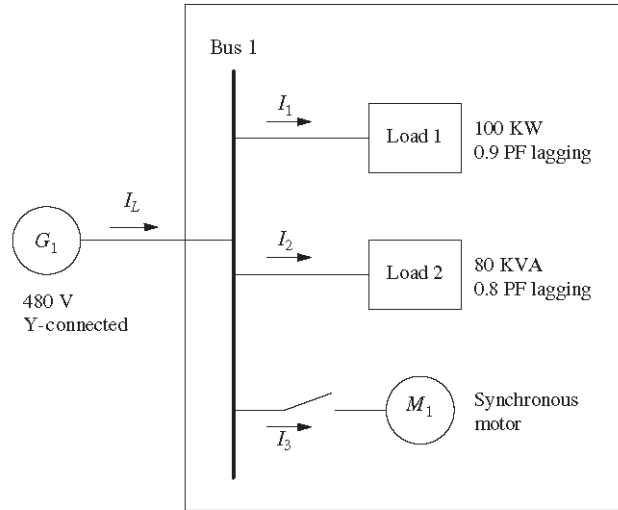 Bus 1
I1
Load 1
100 KW
0.9 PF lagging
IL
G1
480 V
Y-connected
I2
Load 2
80 KVA
0.8 PF lagging
I3
M1
Synchronous
motor